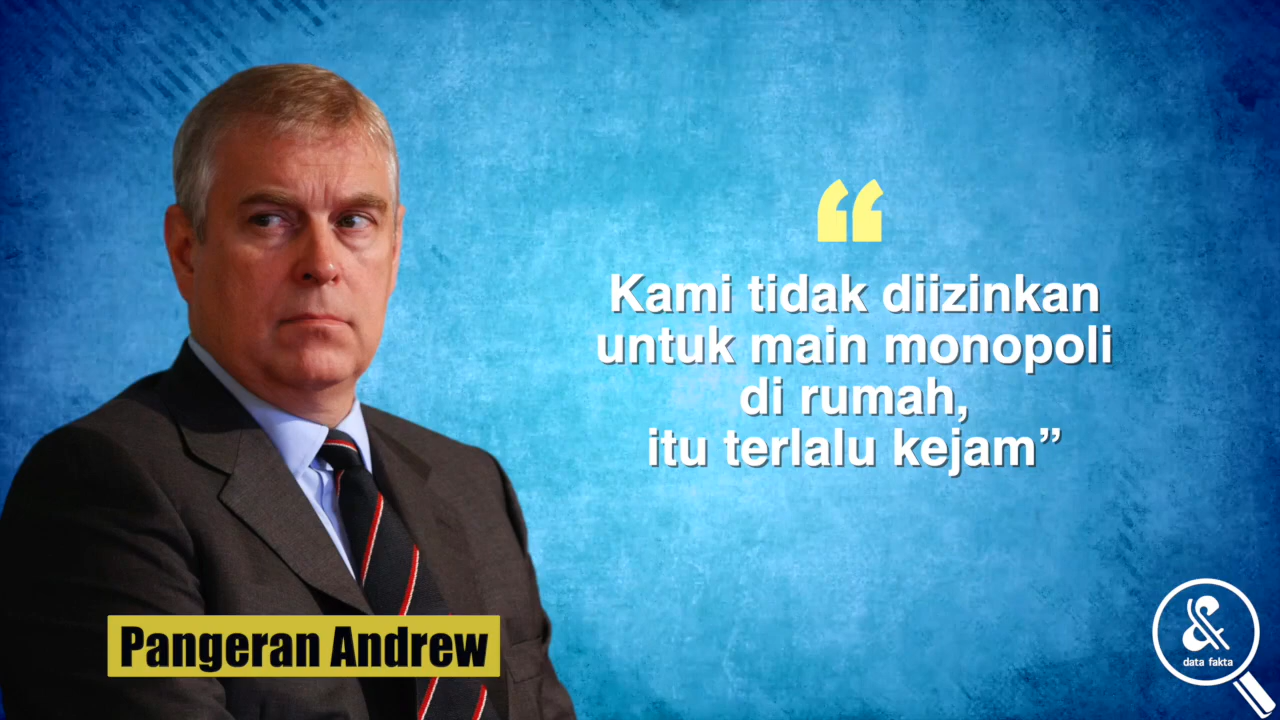 “
Kami tidak diizinkan
untuk main monopoli
di rumah,
itu terlalu kejam”
Pangeran Andrew
&
data fakta